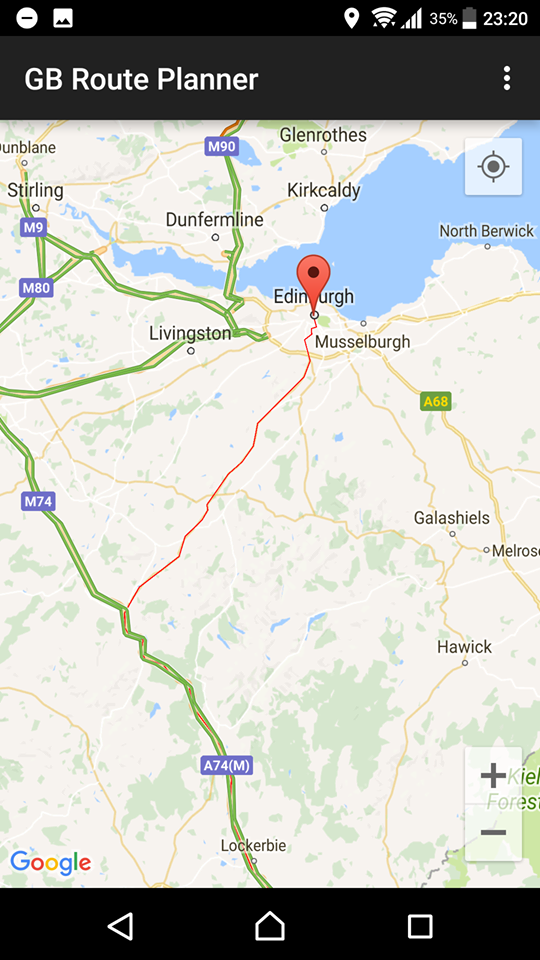 35% 23:20
GB Route Planner
Glenrothes
M90
Dunblane
Stirling
Kirkcaldy
Dunfermline
M9
North Berwick
M80
Edinburgh
Livingston
Musselburgh
A68
M74
Galashiels
Melrose
Hawick
A74(M)
Kiel
Forest
Lockerbie
Google